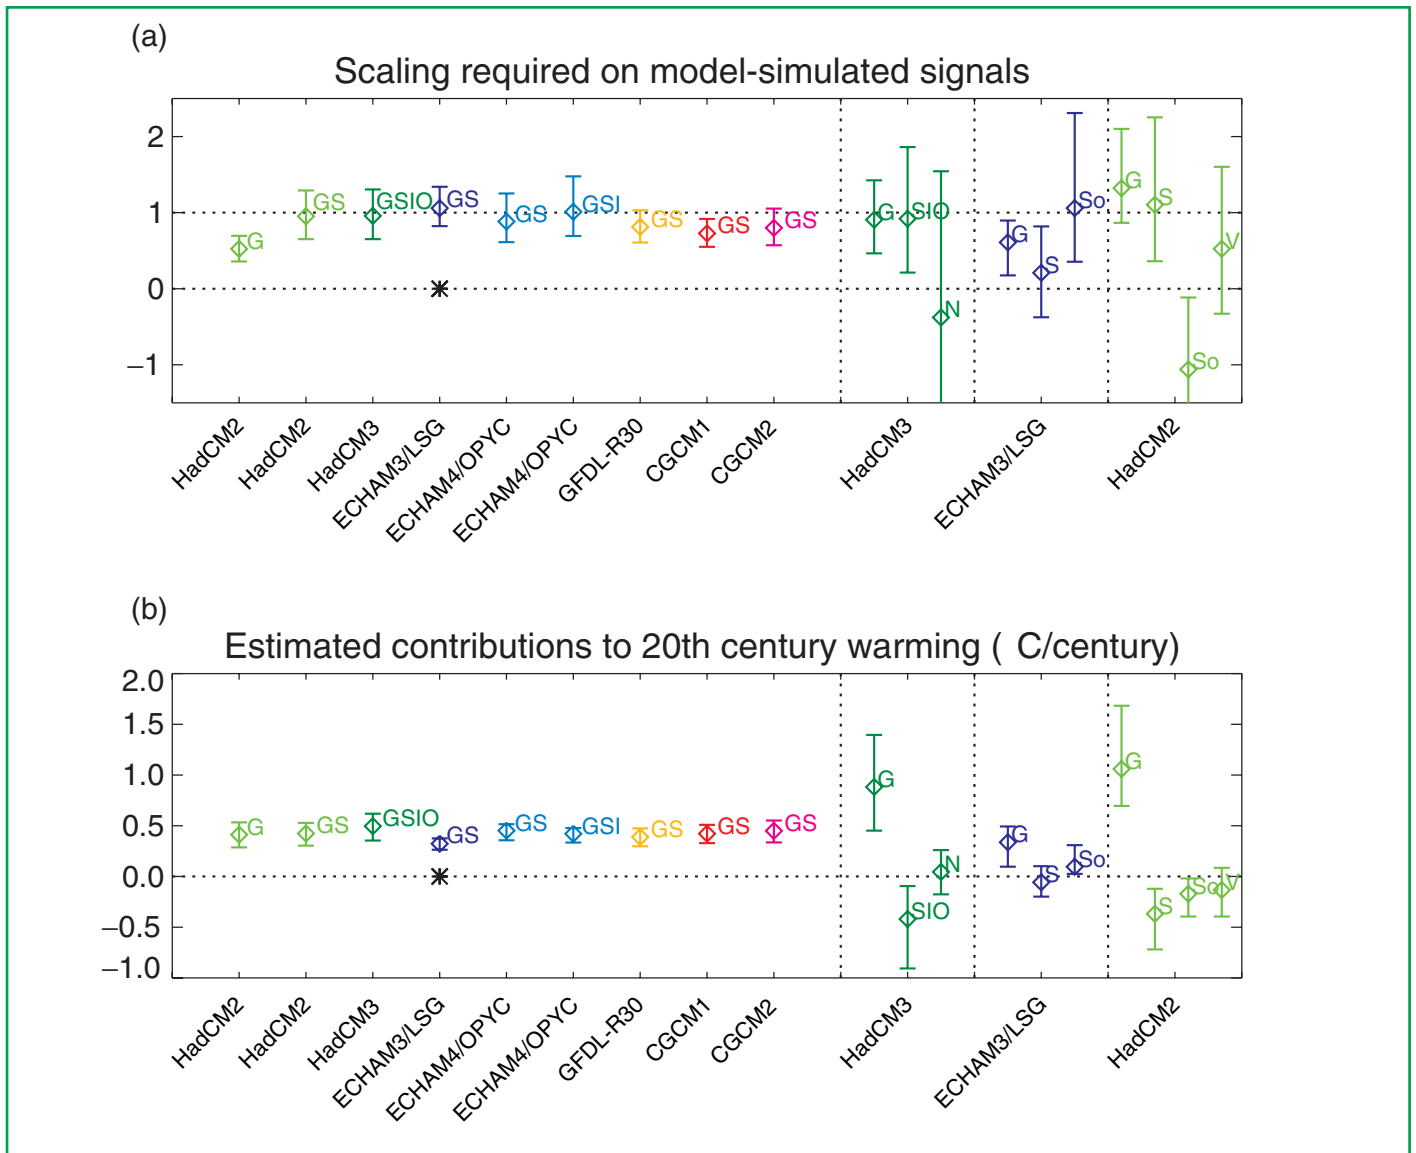 (a)
Scaling required on model-simulated signals
2
1
0
−1
G
GS
GSIO
GS
GS
GSI
GS
GS
GS
G
SIO
N
G
S
So
G
S
So
V
HadCM2
HadCM2
HadCM3
ECHAM3/LSG
ECHAM4/OPYC
ECHAM4/OPYC
GFDL-R30
CGCM1
CGCM2
HadCM3
ECHAM3/LSG
HadCM2
(b)
Estimated contributions to 20th century warming ( C/century)
2.0
1.5
1.0
0.5
0.0
−0.5
−1.0
G
GS
GSIO
GS
GS
GSI
GS
GS
GS
G
SIO
N
G
S
So
G
S
So
V
HadCM2
HadCM2
HadCM3
ECHAM3/LSG
ECHAM4/OPYC
ECHAM4/OPYC
GFDL-R30
CGCM1
CGCM2
HadCM3
ECHAM3/LSG
HadCM2